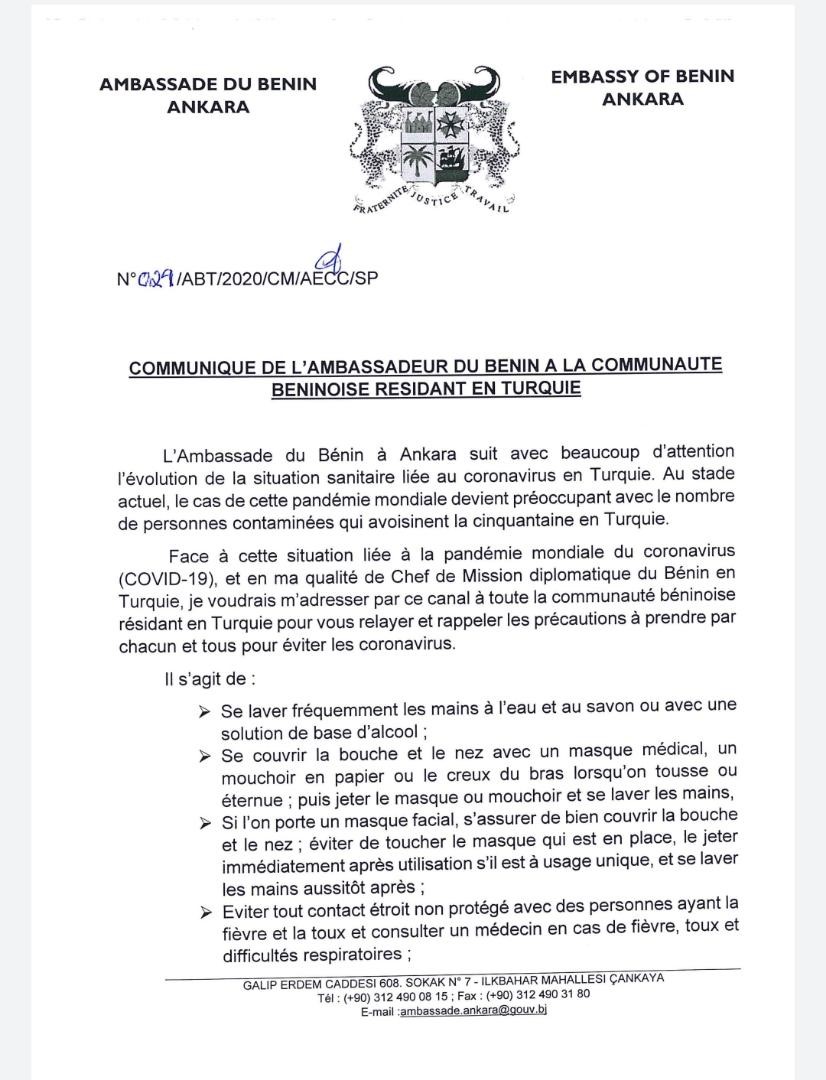 AMBASSADE DU BENIN
ANKARA
EMBASSY OF BENIN
ANKARA
FRATERNITE JUSTICE TRAVAIL
N°029/ABT/2020/CM/AECC/SP
COMMUNIQUE DE L'AMBASSADEUR DU BENIN A LA COMMUNAUTE
BENINOISE RESIDANT EN TURQUIE
L'Ambassade du Bénin à Ankara suit avec beaucoup d'attention
l'évolution de la situation sanitaire liée au coronavirus en Turquie. Au stade
actuel, le cas de cette pandémie mondiale devient préoccupant avec le nombre
de personnes contaminées qui avoisinent la cinquantaine en Turquie.
Face à cette situation liée à la pandémie mondiale du coronavirus
(COVID-19), et en ma qualité de Chef de Mission diplomatique du Bénin en
Turquie, je voudrais m'adresser par ce canal à toute la communauté béninoise
résidant en Turquie pour vous relayer et rappeler les précautions à prendre par
chacun et tous pour éviter les coronavirus.
Il s'agit de :
➢ Se laver fréquemment les mains à l'eau et au savon ou avec une
solution de base d'alcool ;
➢ Se couvrir la bouche et le nez avec un masque médical, un
mouchoir en papier ou le creux du bras lorsqu'on tousse ou
éternue ; puis jeter le masque ou mouchoir et se laver les mains,
➢ Si l'on porte un masque facial, s'assurer de bien couvrir la bouche
et le nez ; éviter de toucher le masque qui est en place, le jeter
immédiatement après utilisation s'il est à usage unique, et se laver
les mains aussitôt après ;
➢ Eviter tout contact étroit non protégé avec des personnes ayant la
fièvre et la toux et consulter un médecin en cas de fièvre, toux et
difficultés respiratoires ;
GALIP ERDEM CADDESI 608. SOKAK N° 7 - ILKBAHAR MAHALLESI ÇANKAYA
Tél : (+90) 312 490 08 15 ; Fax : (+90) 312 490 31 80
E-mail :ambassade.ankara@gouv.bj